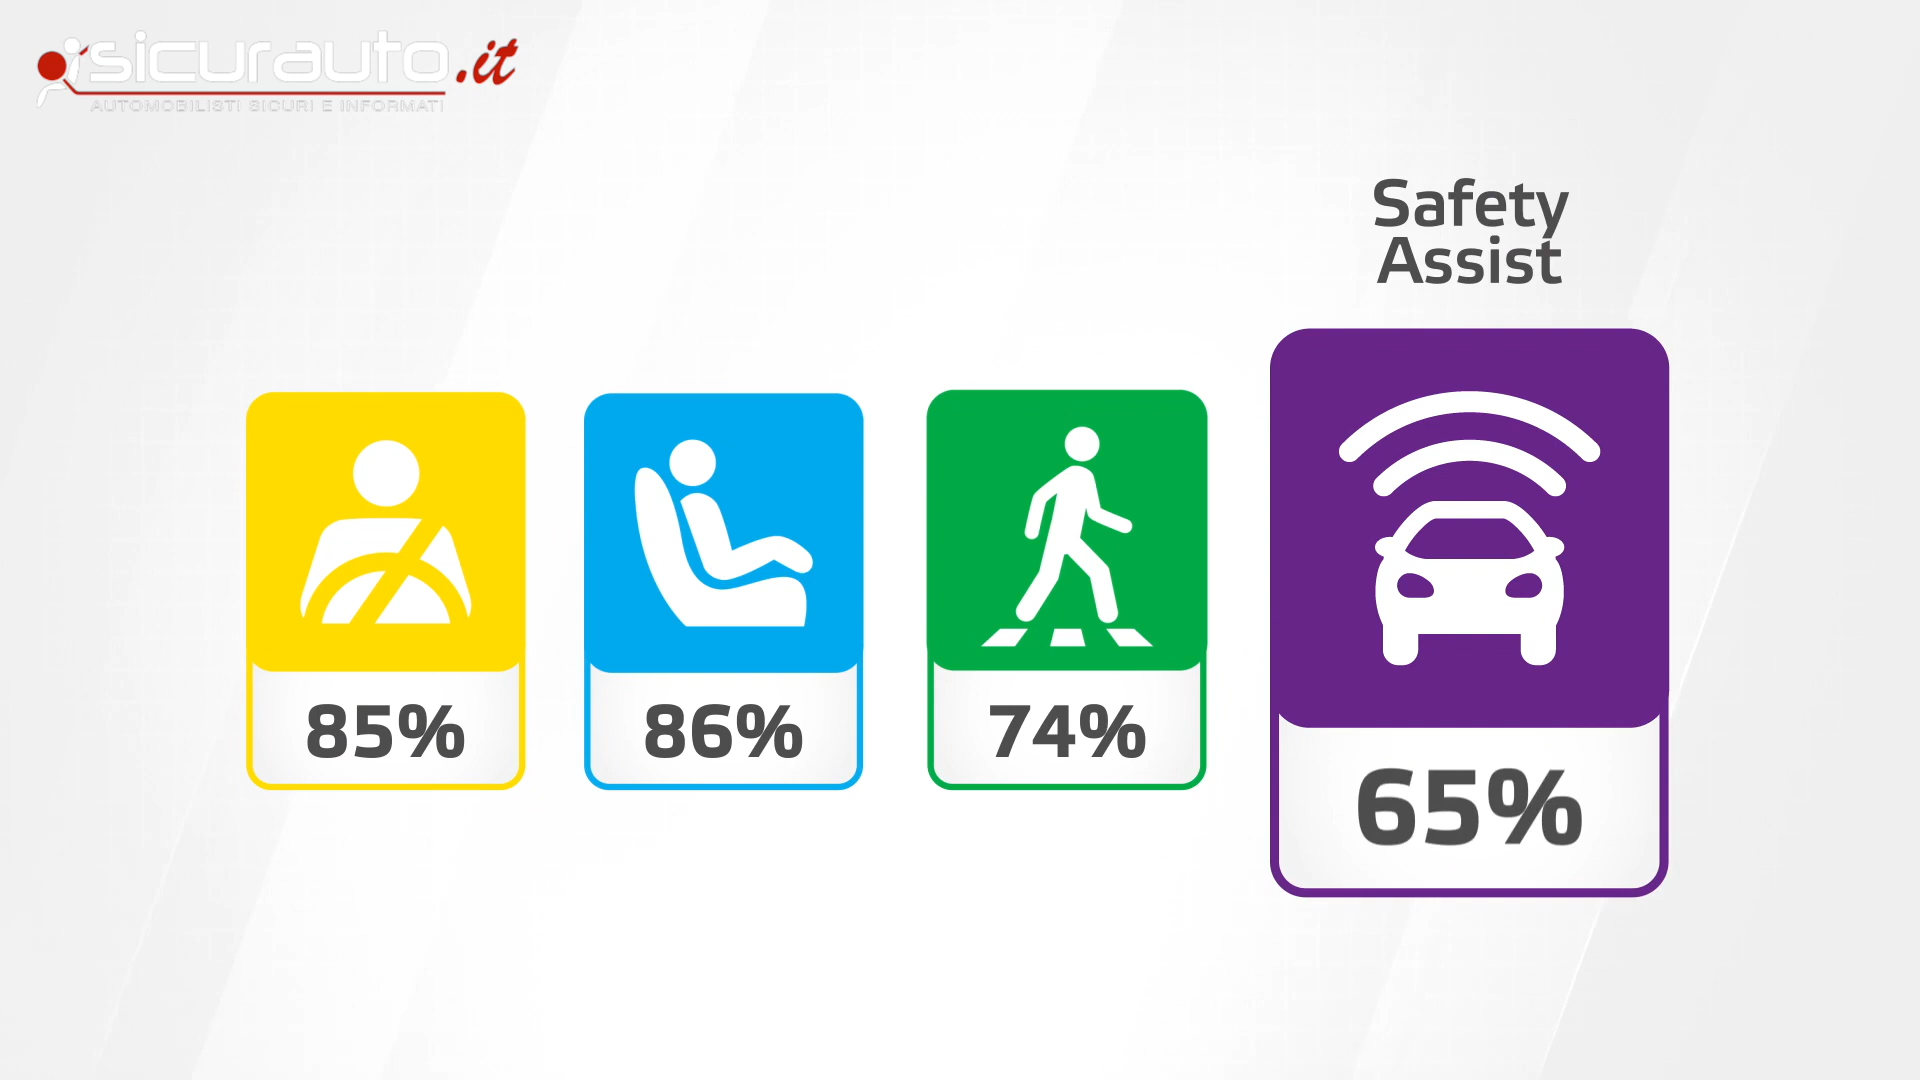 sicurauto.it
AUTOMOBILISTI SICURI E INFORMATI
Safety
Assist
85%
86%
74%
65%